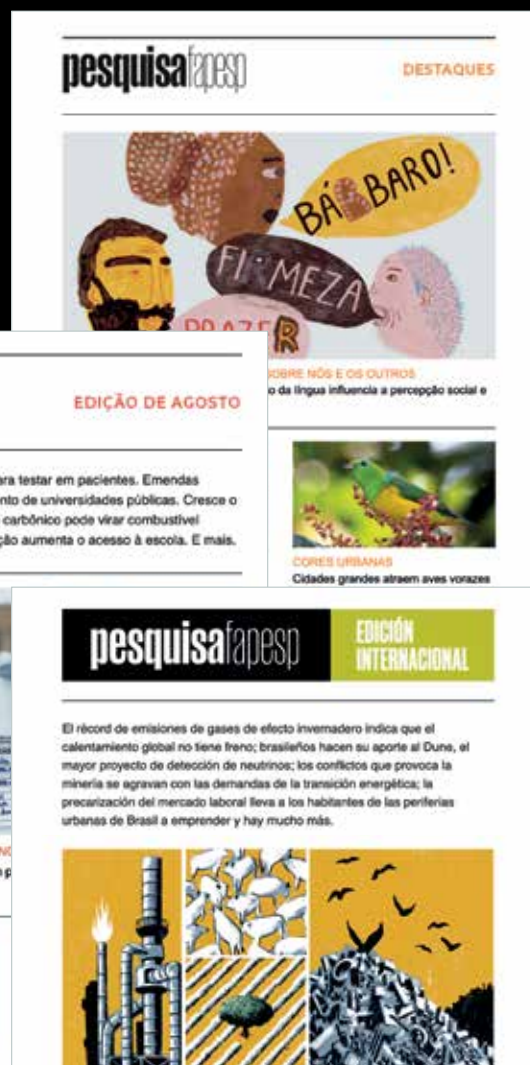 pesquisafapesp
DESTAQUES
BÁRBARO!
FIRMEZA
PRAZER
SOBRE NÓS E OS OUTROS
da língua influencia a percepção social e
EDIÇÃO DE AGOSTO
para testar em pacientes. Emendas
de universidades públicas. Cresce o
carbônico pode virar combustível
aumenta o acesso à escola. E mais.
CORES URBANAS
Cidades grandes atraem aves vorazes
pesquisafapesp
EDICIÓN
INTERNACIONAL
El récord de emisiones de gases de efecto invernadero indica que el
calentamiento global no tiene freno; brasileños hacen su aporte al Dune, el
mayor proyecto de detección de neutrinos; los conflictos que provoca la
minería se agravan con las demandas de la transición energética; la
precarización del mercado laboral lleva a los habitantes de las periferias
urbanas de Brasil a emprender y hay mucho más.